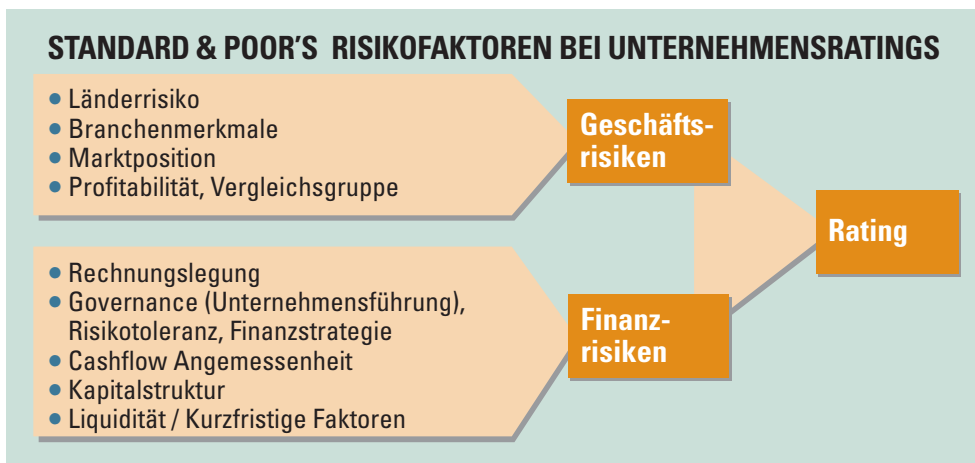 STANDARD & POOR'S RISIKOFAKTOREN BEI UNTERNEHMENSRATINGS
• Länderrisiko
• Branchenmerkmale
• Marktposition
• Profitabilität, Vergleichsgruppe
Geschäfts-
risiken
• Rechnungslegung
• Governance (Unternehmensführung),
Risikotoleranz, Finanzstrategie
• Cashflow Angemessenheit
• Kapitalstruktur
• Liquidität / Kurzfristige Faktoren
Finanz-
risiken
Rating